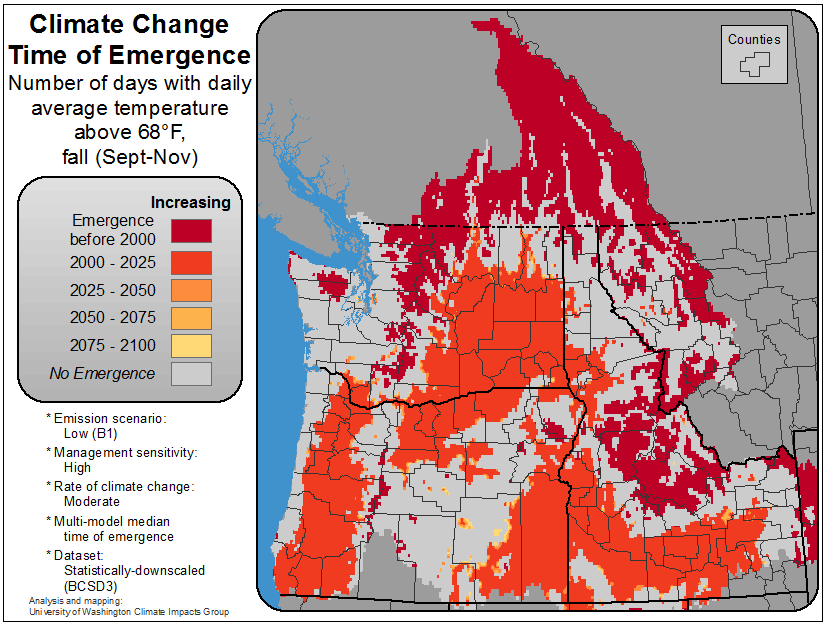 Climate Change
Time of Emergence
Number of days with daily
average temperature
above 68°F,
fall (Sept-Nov)
Increasing
Emergence
before 2000
2000 - 2025
2025 - 2050
2050 - 2075
2075 - 2100
No Emergence
* Emission scenario:
Low (B1)
* Management sensitivity:
High
* Rate of climate change:
Moderate
* Multi-model median
time of emergence
* Dataset:
Statistically-downscaled
(BCSD3)
Analysis and mapping:
University of Washington Climate Impacts Group
Counties